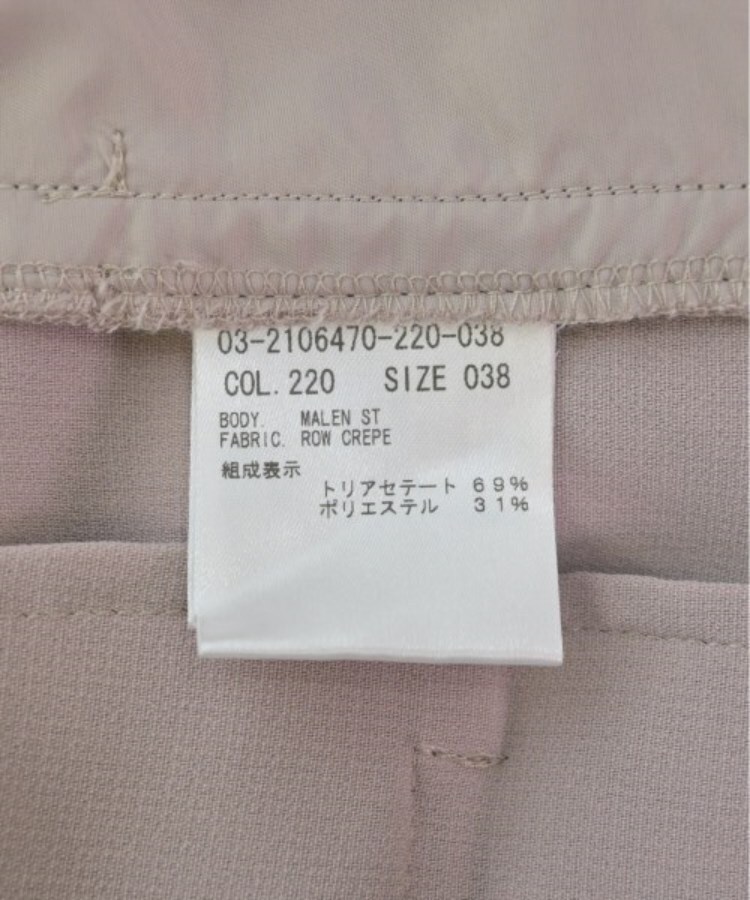 03-2106470-220-038
COL. 220 SIZE 038
BODY. MALEN ST
FABRIC. ROW CREPE
組成表示
トリアセテート 69%
ポリエステル 31%